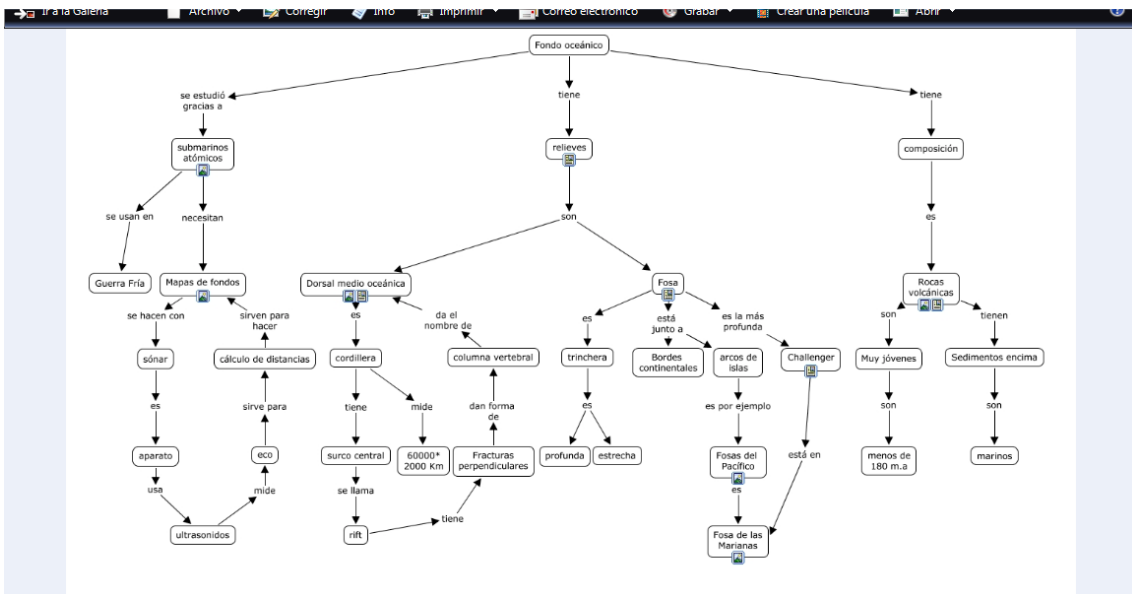 Ir a la Galería Archivo Corregir Info Imprimir Correo electrónico Grabar Crear una película Abrir
Fondo oceánico
se estudió
gracias a
tiene
tiene
submarinos
atómicos
relieves
composición
se usan en
necesitan
son
es
Guerra Fría
Mapas de fondos
Dorsal medio oceánica
Fosa
Rocas
volcánicas
se hacen con
sirven para
hacer
es
da el
nombre de
es
está
junto a
es la más
profunda
son
tienen
sónar
cálculo de distancias
cordillera
columna vertebral
trinchera
Bordes
continentales
arcos de
islas
Challenger
Muy jóvenes
Sedimentos encima
es
sirve para
tiene
mide
dan forma
de
es
es por ejemplo
son
son
aparato
eco
surco central
60000*
2000 Km
Fracturas
perpendiculares
profunda
estrecha
Fosas del
Pacífico
está en
menos de
180 m.a
marinos
usa
mide
se llama
tiene
es
ultrasonidos
rift
Fosa de las
Marianas